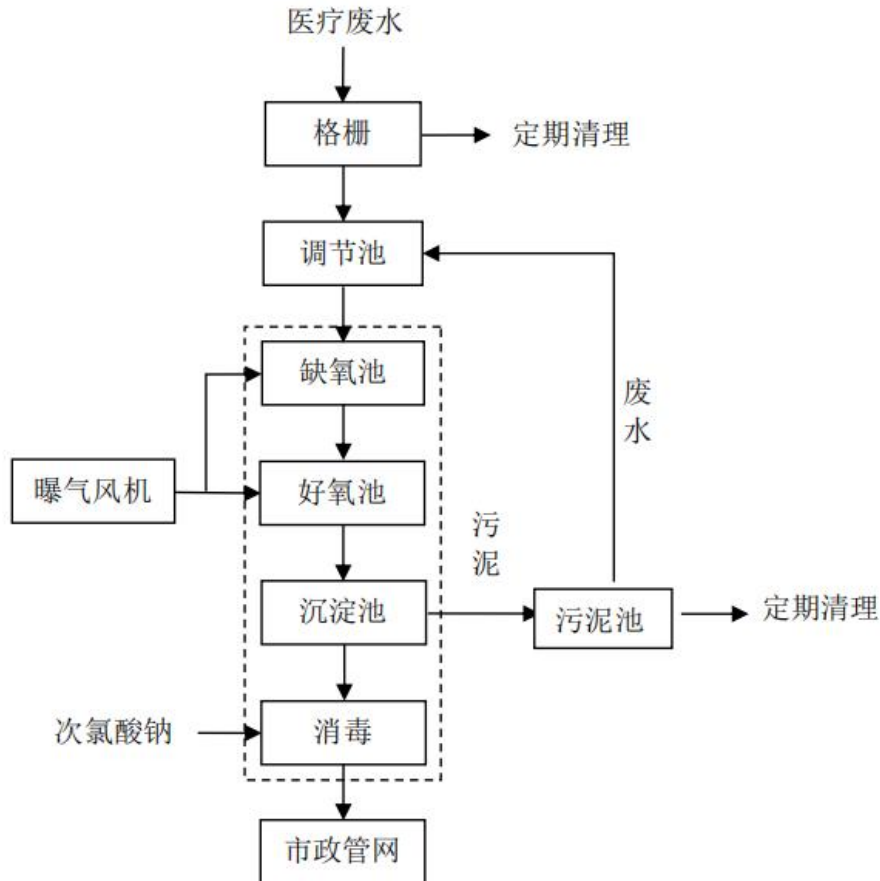 医疗废水
格栅
定期清理
调节池
缺氧池
废
水
曝气风机
好氧池
污
泥
沉淀池
污泥池
定期清理
次氯酸钠
消毒
市政管网